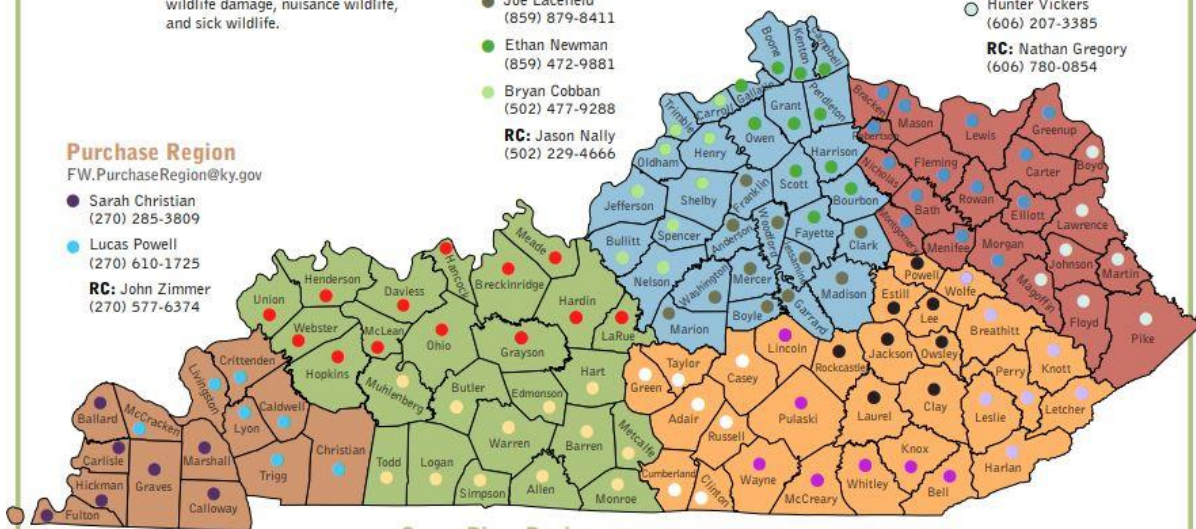 wildlife damage, nuisance wildlife,
and sick wildlife.
(859) 879-8411
Ethan Newman
(859) 472-9881
Bryan Cobban
(502) 477-9288
RC: Jason Nally
(502) 229-4666
Hunter Vickers
(606) 207-3385
RC: Nathan Gregory
(606) 780-0854
Purchase Region
FW.PurchaseRegion@ky.gov
Sarah Christian
(270) 285-3809
Lucas Powell
(270) 610-1725
RC: John Zimmer
(270) 577-6374
Boone
Kenton
Campbell
Trimble
Carroll
Gallatin
Grant
Pendleton
Bracken
Mason
Robertson
Lewis
Greenup
Oldham
Henry
Owen
Harrison
Nicholas
Fleming
Carter
Boyd
Jefferson
Shelby
Franklin
Scott
Bourbon
Bath
Rowan
Elliott
Lawrence
Bullitt
Spencer
Anderson
Woodford
Fayette
Clark
Montgomery
Menifee
Morgan
Johnson
Martin
Nelson
Washington
Mercer
Jessamine
Madison
Powell
Wolfe
Magoffin
Floyd
Pike
Marion
Boyle
Garrard
Estill
Lee
Breathitt
Meade
Hancock
Breckinridge
Henderson
Daviess
Union
Webster
McLean
Ohio
Hardin
LaRue
Grayson
Hopkins
Muhlenberg
Butler
Edmonson
Hart
Green
Taylor
Casey
Lincoln
Rockcastle
Jackson
Owsley
Perry
Knott
Crittenden
Livingston
Lyon
Caldwell
Ballard
McCracken
Christian
Trigg
Todd
Logan
Warren
Barren
Metcalfe
Adair
Russell
Pulaski
Laurel
Clay
Leslie
Letcher
Carlisle
Graves
Marshall
Hickman
Calloway
Fulton
Simpson
Allen
Monroe
Cumberland
Clinton
Wayne
McCreary
Whitley
Knox
Bell
Harlan